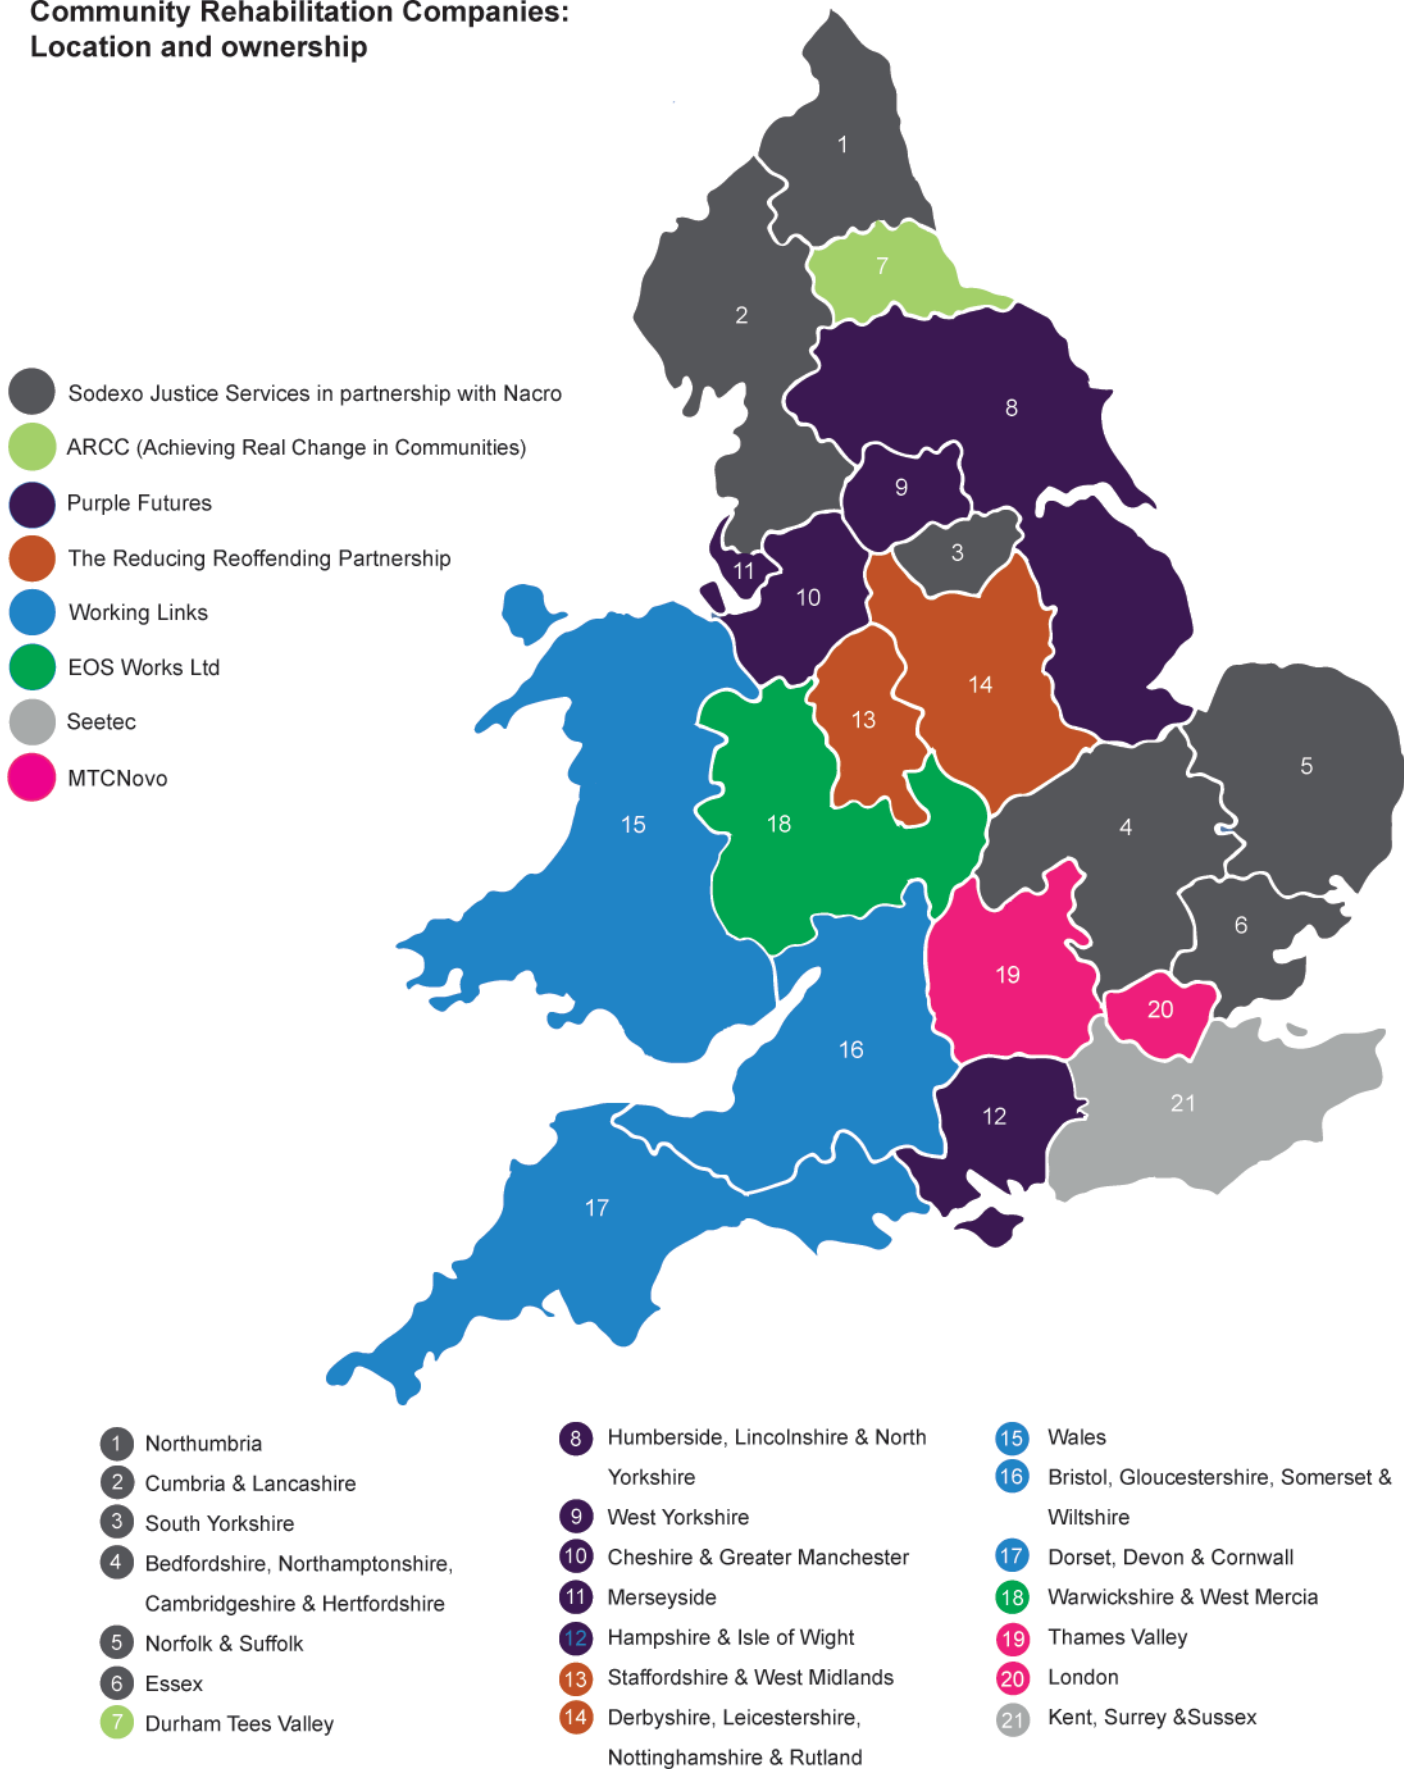 Community Rehabilitation Companies:
Location and ownership
1
7
2
8
9
3
11
10
14
13
5
15
18
4
6
19
20
16
12
21
17
Sodexo Justice Services in partnership with Nacro
ARCC (Achieving Real Change in Communities)
Purple Futures
The Reducing Reoffending Partnership
Working Links
EOS Works Ltd
Seetec
MTCNovo
1 Northumbria
2 Cumbria & Lancashire
3 South Yorkshire
4 Bedfordshire, Northamptonshire,
Cambridgeshire & Hertfordshire
5 Norfolk & Suffolk
6 Essex
7 Durham Tees Valley
8 Humberside, Lincolnshire & North
Yorkshire
9 West Yorkshire
10 Cheshire & Greater Manchester
11 Merseyside
12 Hampshire & Isle of Wight
13 Staffordshire & West Midlands
14 Derbyshire, Leicestershire,
Nottinghamshire & Rutland
15 Wales
16 Bristol, Gloucestershire, Somerset &
Wiltshire
17 Dorset, Devon & Cornwall
18 Warwickshire & West Mercia
19 Thames Valley
20 London
21 Kent, Surrey &Sussex